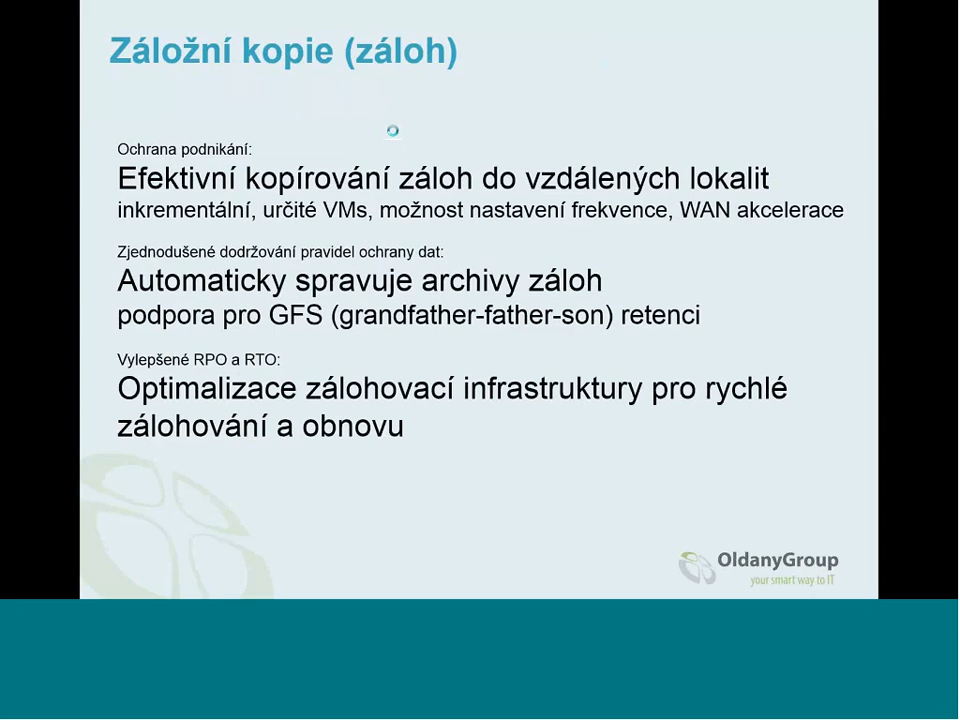 Záložní kopie (záloh)
Ochrana podnikání:
Efektivní kopírování záloh do vzdálených lokalit
inkrementální, určité VMs, možnost nastavení frekvence, WAN akcelerace
Zjednodušené dodržování pravidel ochrany dat:
Automaticky spravuje archivy záloh
podpora pro GFS (grandfather-father-son) retenci
Vylepšené RPO a RTO:
Optimalizace zálohovací infrastruktury pro rychlé
zálohování a obnovu
OldanyGroup
your smart way to IT